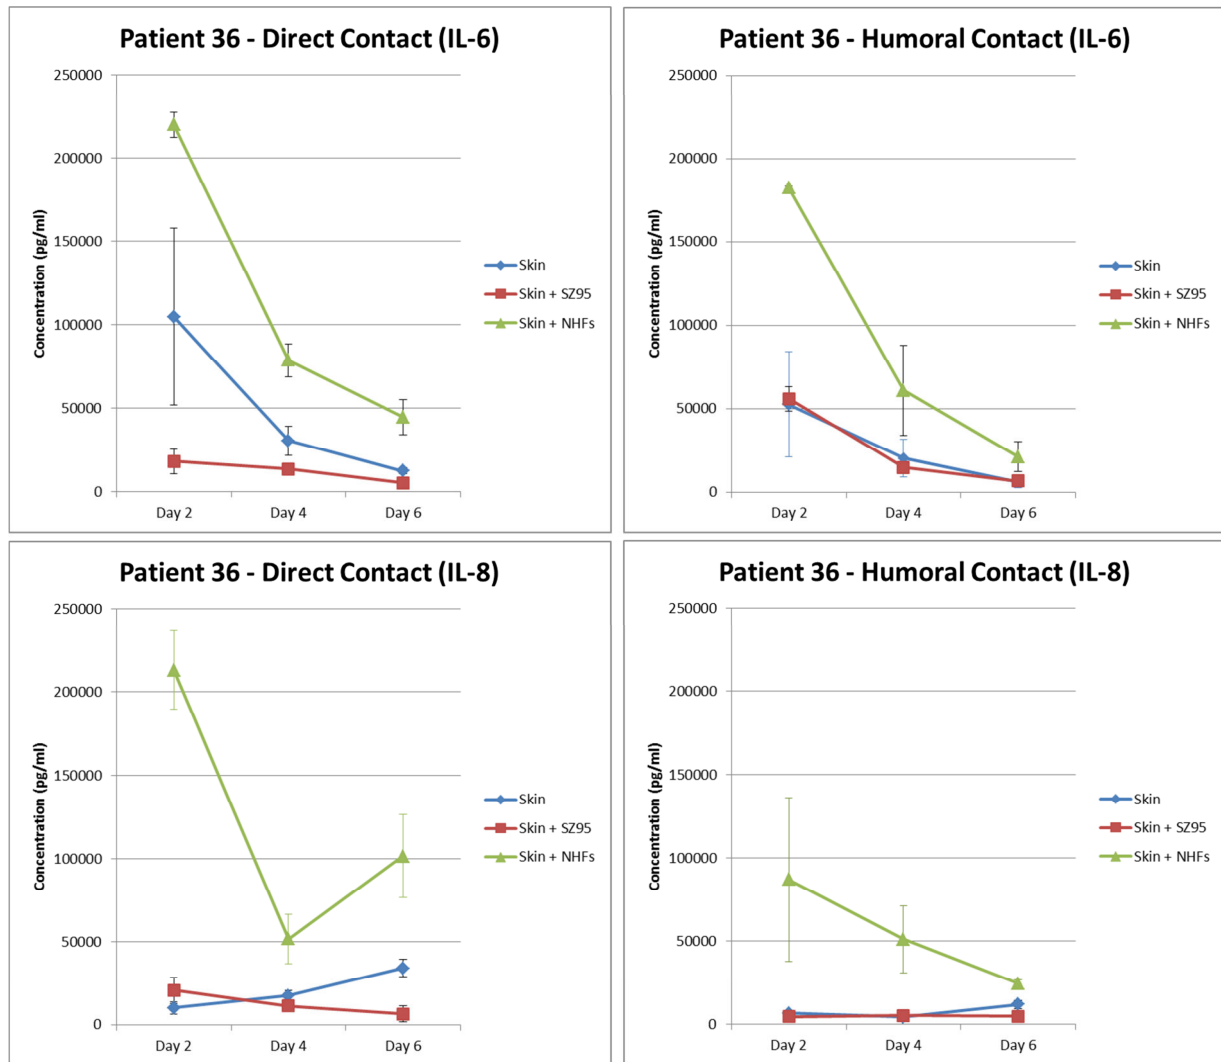 Patient 36 - Direct Contact (IL-6)
250000
200000
150000
100000
50000
0
Concentration (pg/ml)
Day 2 Day 4 Day 6
Skin
Skin + SZ95
Skin + NHFs
Patient 36 - Humoral Contact (IL-6)
250000
200000
150000
100000
50000
0
Concentration (pg/ml)
Day 2 Day 4 Day 6
Skin
Skin + SZ95
Skin + NHFs
Patient 36 - Direct Contact (IL-8)
250000
200000
150000
100000
50000
0
Concentration (pg/ml)
Day 2 Day 4 Day 6
Skin
Skin + SZ95
Skin + NHFs
Patient 36 - Humoral Contact (IL-8)
250000
200000
150000
100000
50000
0
Concentration (pg/ml)
Day 2 Day 4 Day 6
Skin
Skin + SZ95
Skin + NHFs